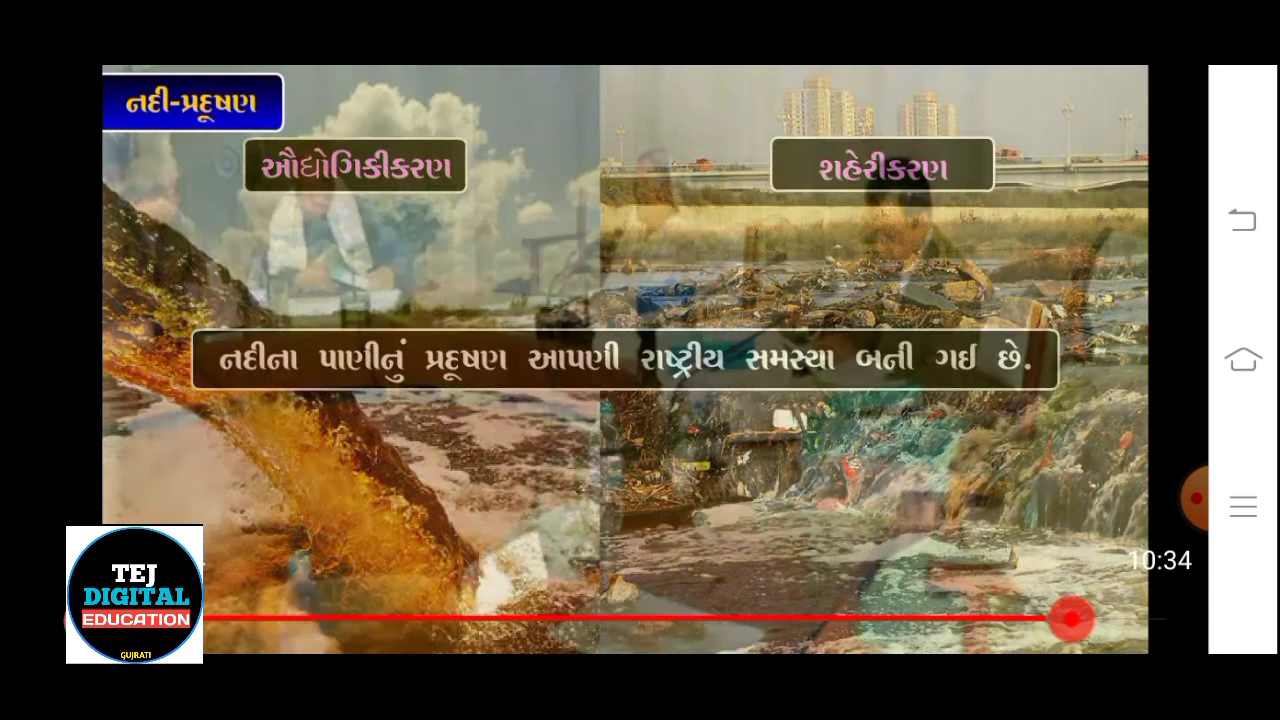 નદી-પ્રદૂષણ
ઔદ્યોગિકીકરણ
શહેરીકરણ
નદીના પાણીનું પ્રદૂષણ આપણી રાષ્ટ્રીય સમસ્યા બની ગઈ છે.
10:34
TEJ
DIGITAL
EDUCATION
GUJRATI